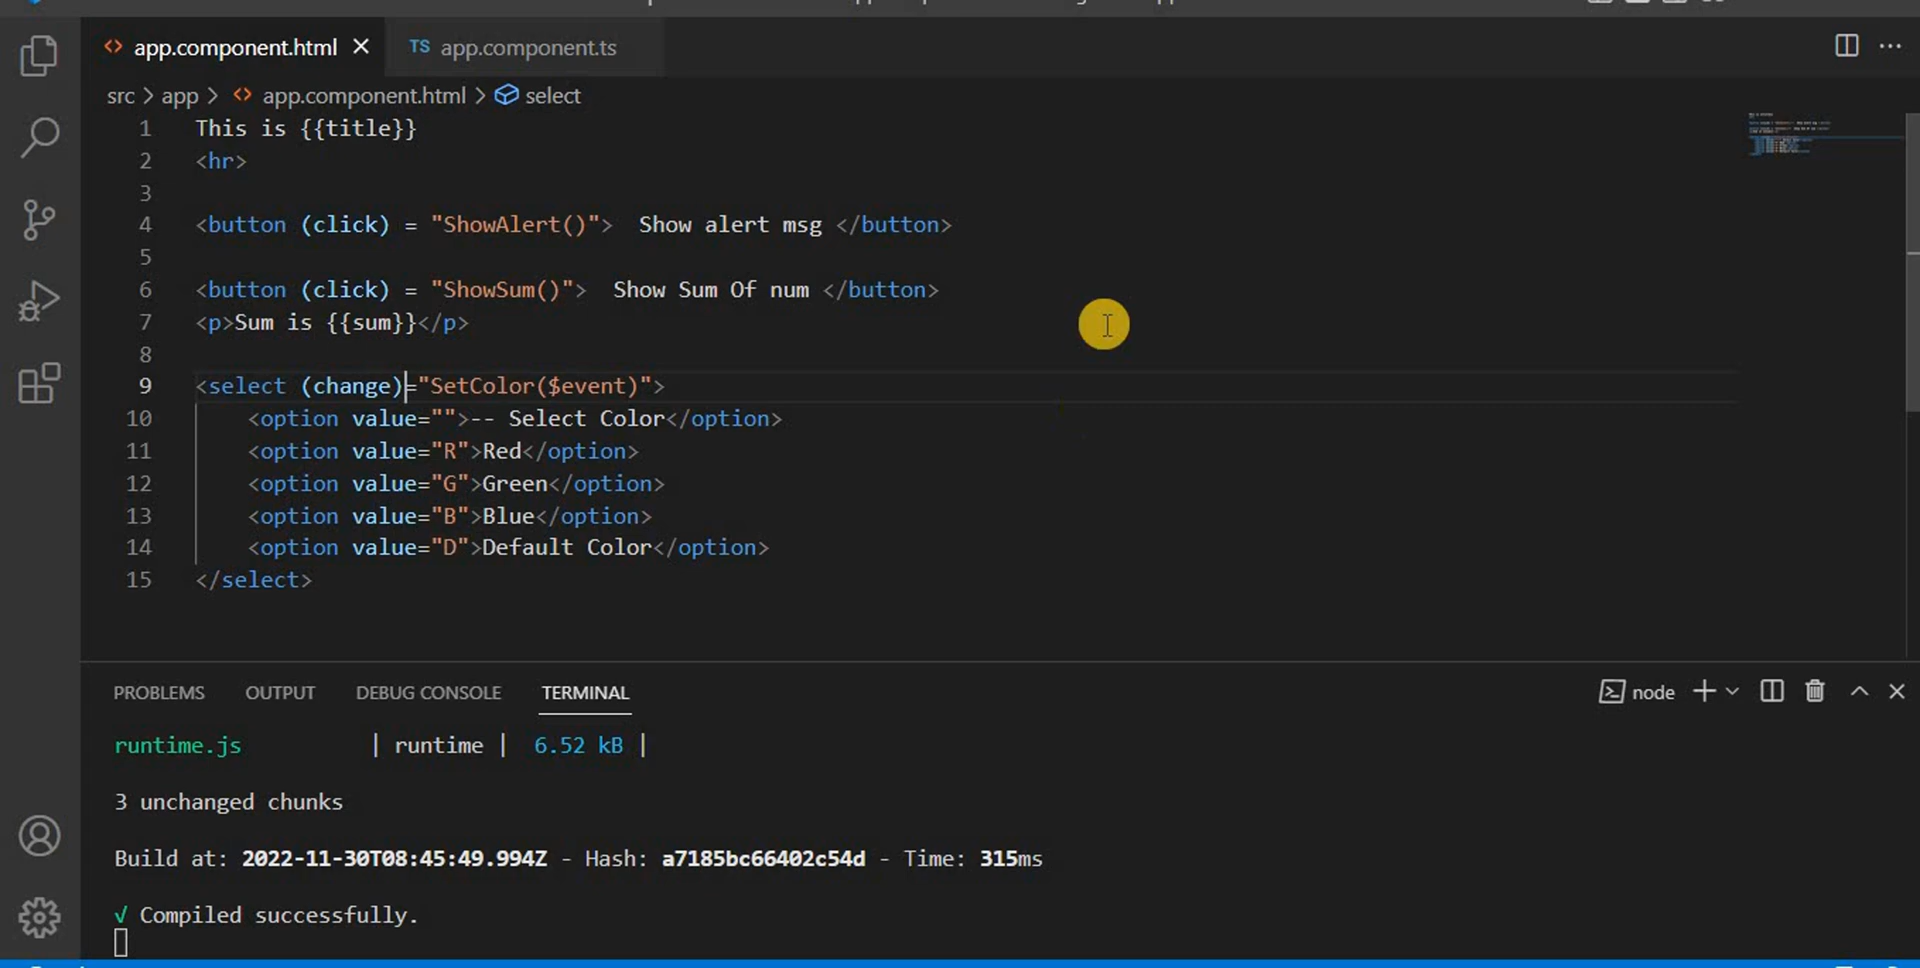 app.component.html
TS app.component.ts
src > app > app.component.html > select
1 This is {{title}}
2 <hr>
3
4 <button (click) = "ShowAlert()">  Show alert msg </button>
5
6 <button (click) = "ShowSum()">  Show Sum Of num </button>
7 <p>Sum is {{sum}}</p>
8
9 <select (change)="SetColor($event)">
10 <option value="">-- Select Color</option>
11 <option value="R">Red</option>
12 <option value="G">Green</option>
13 <option value="B">Blue</option>
14 <option value="D">Default Color</option>
15 </select>
PROBLEMS OUTPUT DEBUG CONSOLE TERMINAL node
runtime.js | runtime | 6.52 kB |
3 unchanged chunks
Build at: 2022-11-30T08:45:49.994Z - Hash: a7185bc66402c54d - Time: 315ms
√ Compiled successfully.